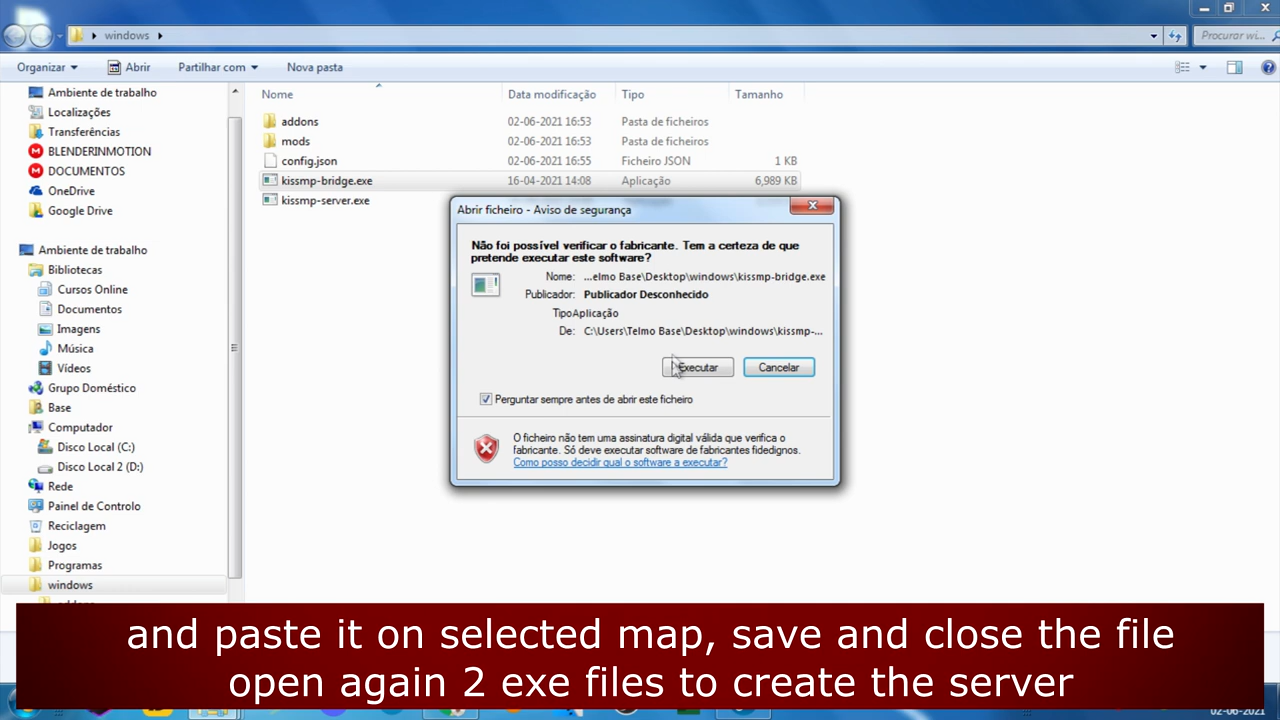 windows
Procurar wi...
Organizar
Abrir
Partilhar com
Nova pasta
Nome
Data modificação
Tipo
Tamanho
addons
02-06-2021 16:53
Pasta de ficheiros
mods
02-06-2021 16:53
Pasta de ficheiros
config.json
02-06-2021 16:55
Ficheiro JSON
1 KB
kissmp-bridge.exe
16-04-2021 14:08
Aplicação
6,989 KB
kissmp-server.exe
Ambiente de trabalho
Localizações
Transferências
BLENDERINMOTION
DOCUMENTOS
OneDrive
Google Drive
Ambiente de trabalho
Bibliotecas
Cursos Online
Documentos
Imagens
Música
Vídeos
Grupo Doméstico
Base
Computador
Disco Local (C:)
Disco Local 2 (D:)
Rede
Painel de Controlo
Reciclagem
Jogos
Programas
windows
Abrir ficheiro - Aviso de segurança
Não foi possível verificar o fabricante. Tem a certeza de que
pretende executar este software?
Nome: ...elmo Base\Desktop\windows\kissmp-bridge.exe
Publicador: Publicador Desconhecido
TipoAplicação
De: C:\Users\Telmo Base\Desktop\windows\kissmp-...
Executar
Cancelar
Perguntar sempre antes de abrir este ficheiro
O ficheiro não tem uma assinatura digital válida que verifica o
fabricante. Só deve executar software de fabricantes fidedignos.
Como posso decidir qual o software a executar?
and paste it on selected map, save and close the file
open again 2 exe files to create the server
02-06-2021